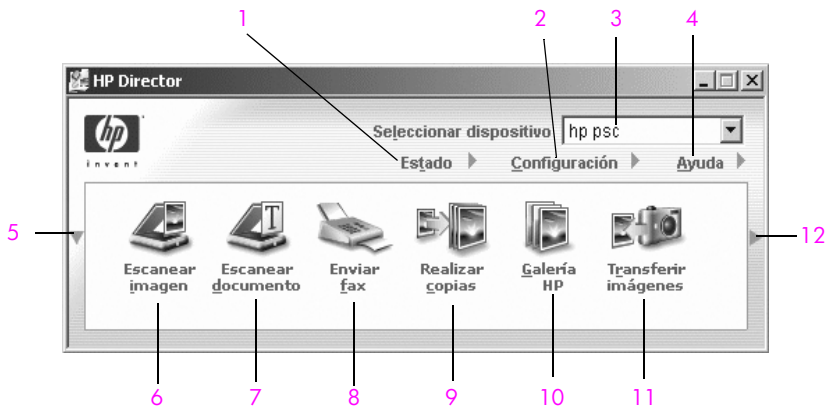 1 2 3 4
HP Director
hp
invent
Seleccionar dispositivo hp psc
Estado Configuración Ayuda
5
12
Escanear imagen
Escanear documento
Enviar fax
Realizar copias
Galería HP
Transferir imágenes
6 7 8 9 10 11